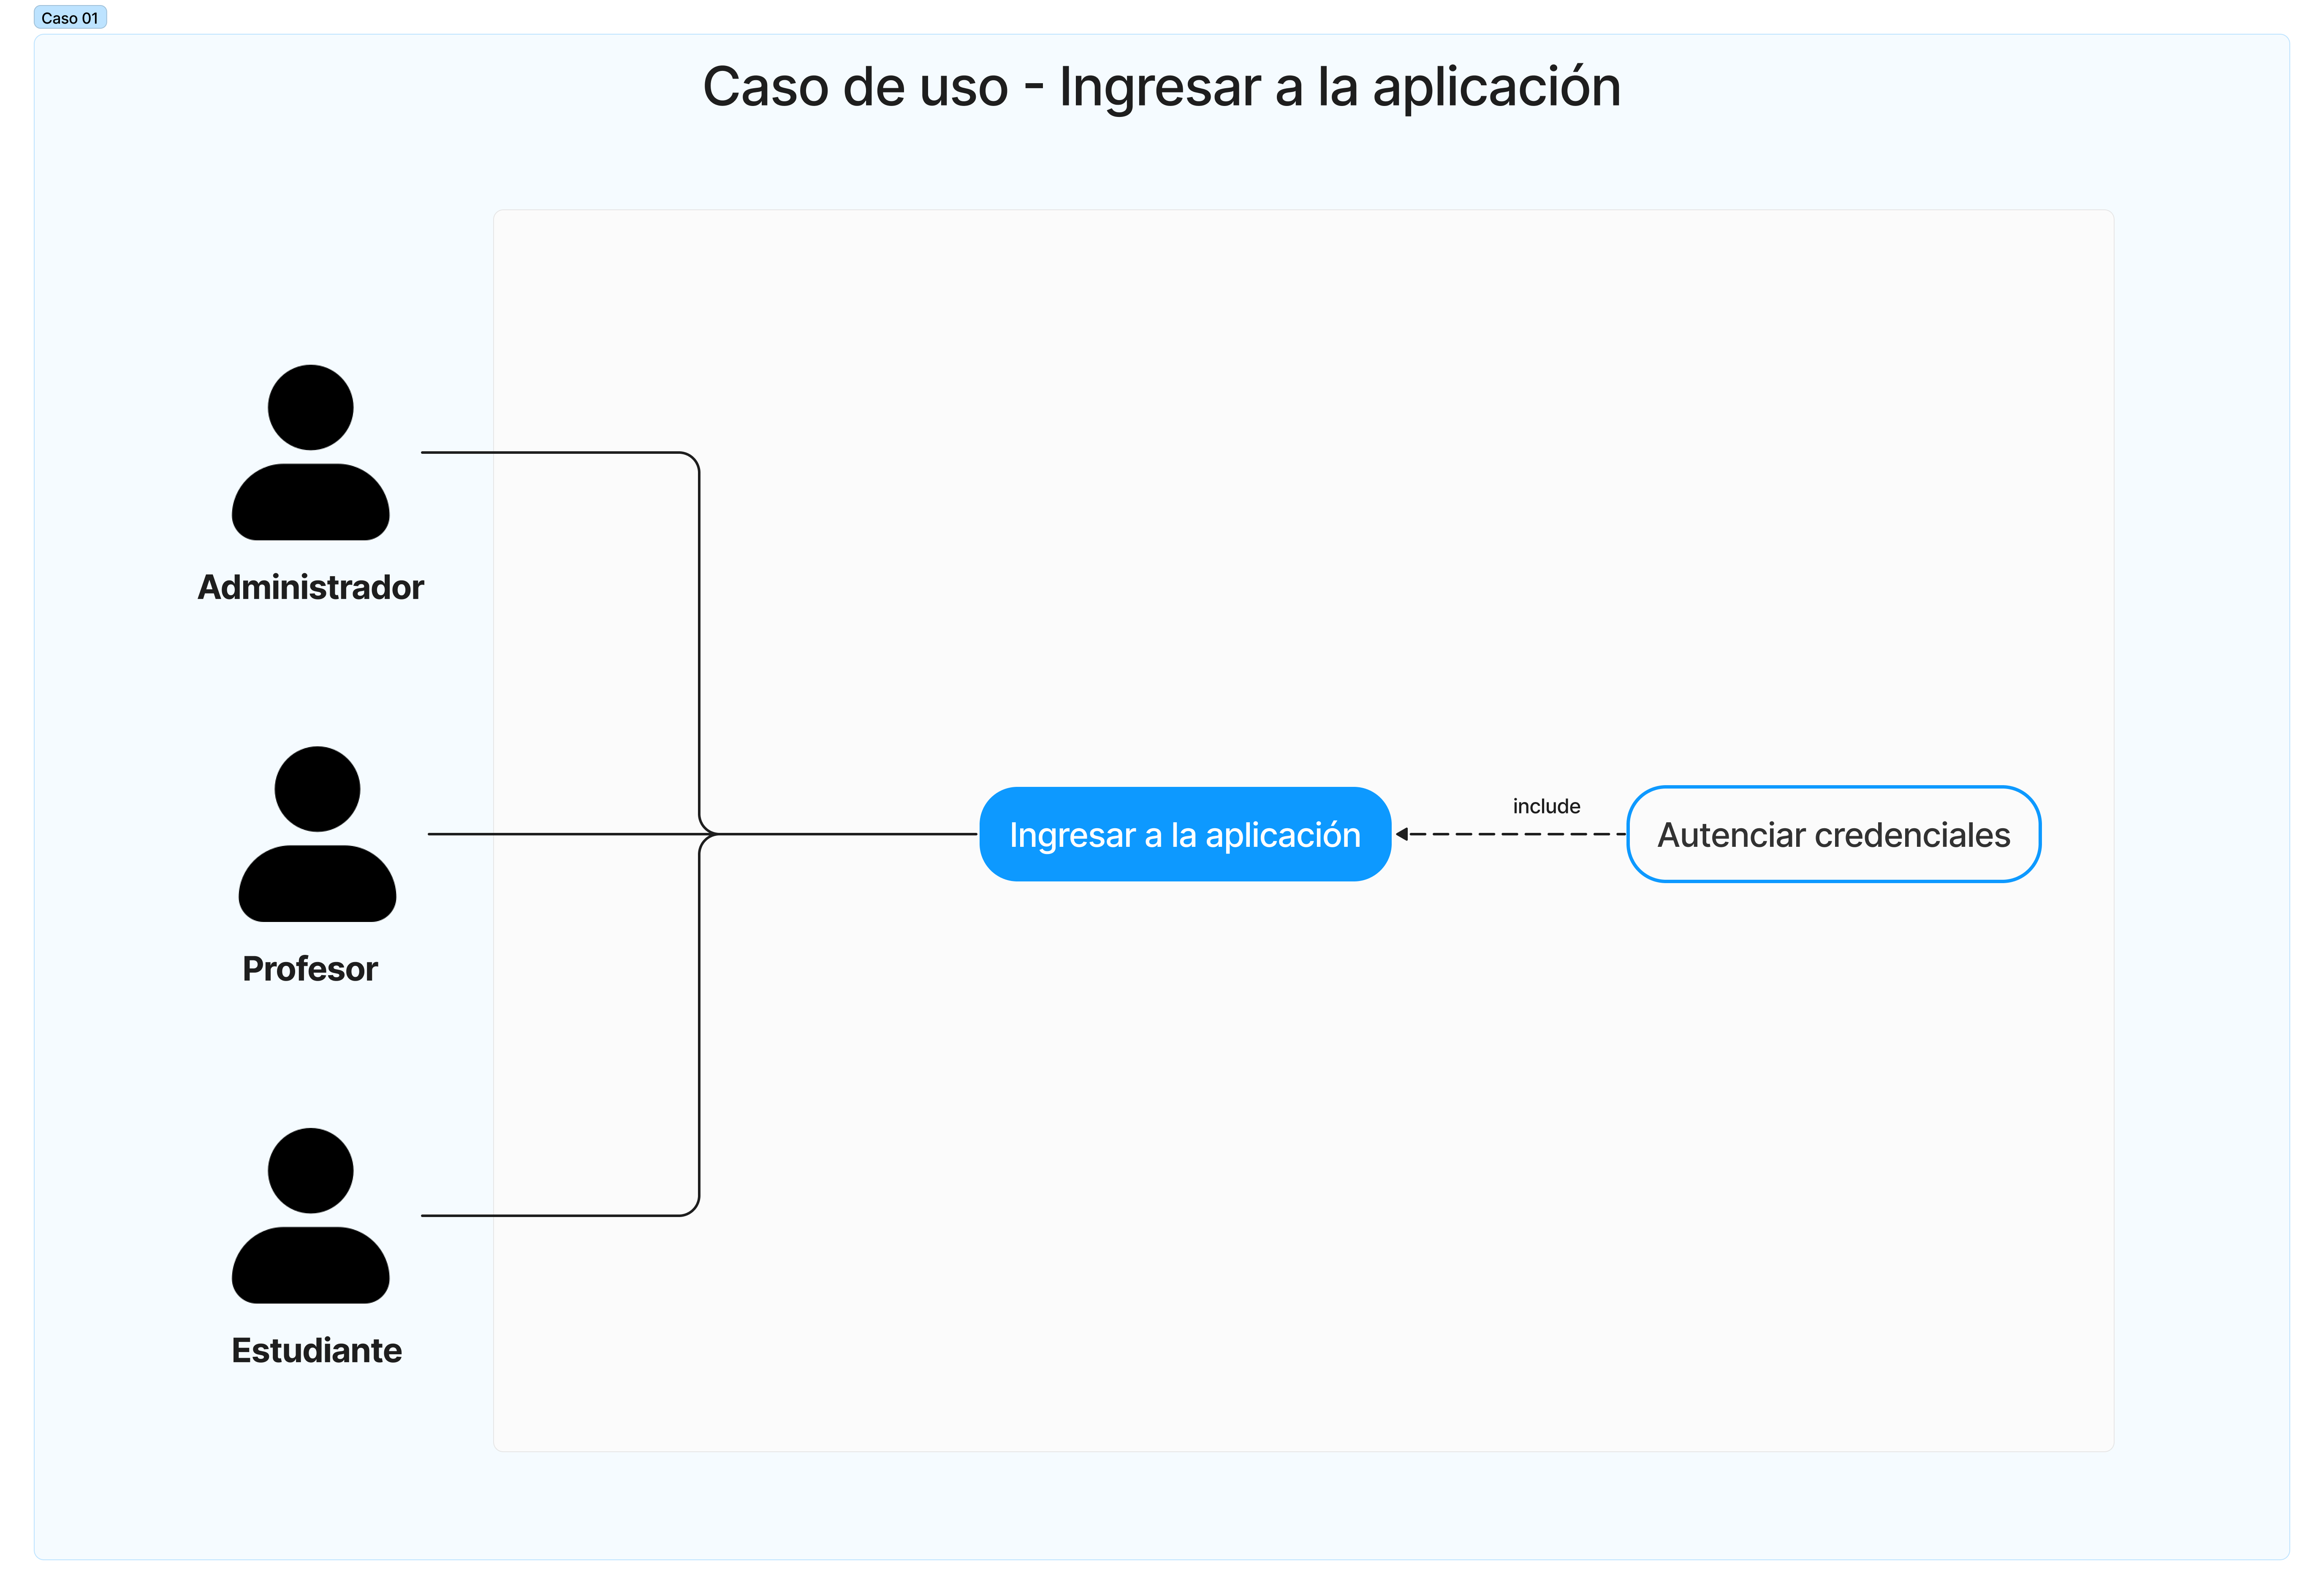 Caso 01
Caso de uso - Ingresar a la aplicación
Administrador
Profesor
Ingresar a la aplicación
include
Autenciar credenciales
Estudiante